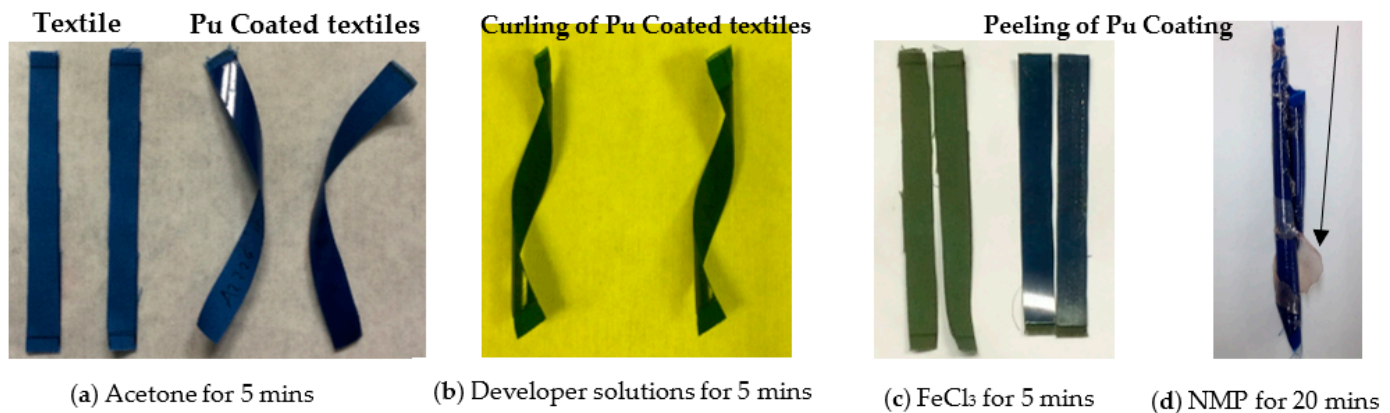 Textile
Pu Coated textiles
Curling of Pu Coated textiles
Peeling of Pu Coating
(a) Acetone for 5 mins
(b) Developer solutions for 5 mins
(c) FeCl₃ for 5 mins
(d) NMP for 20 mins